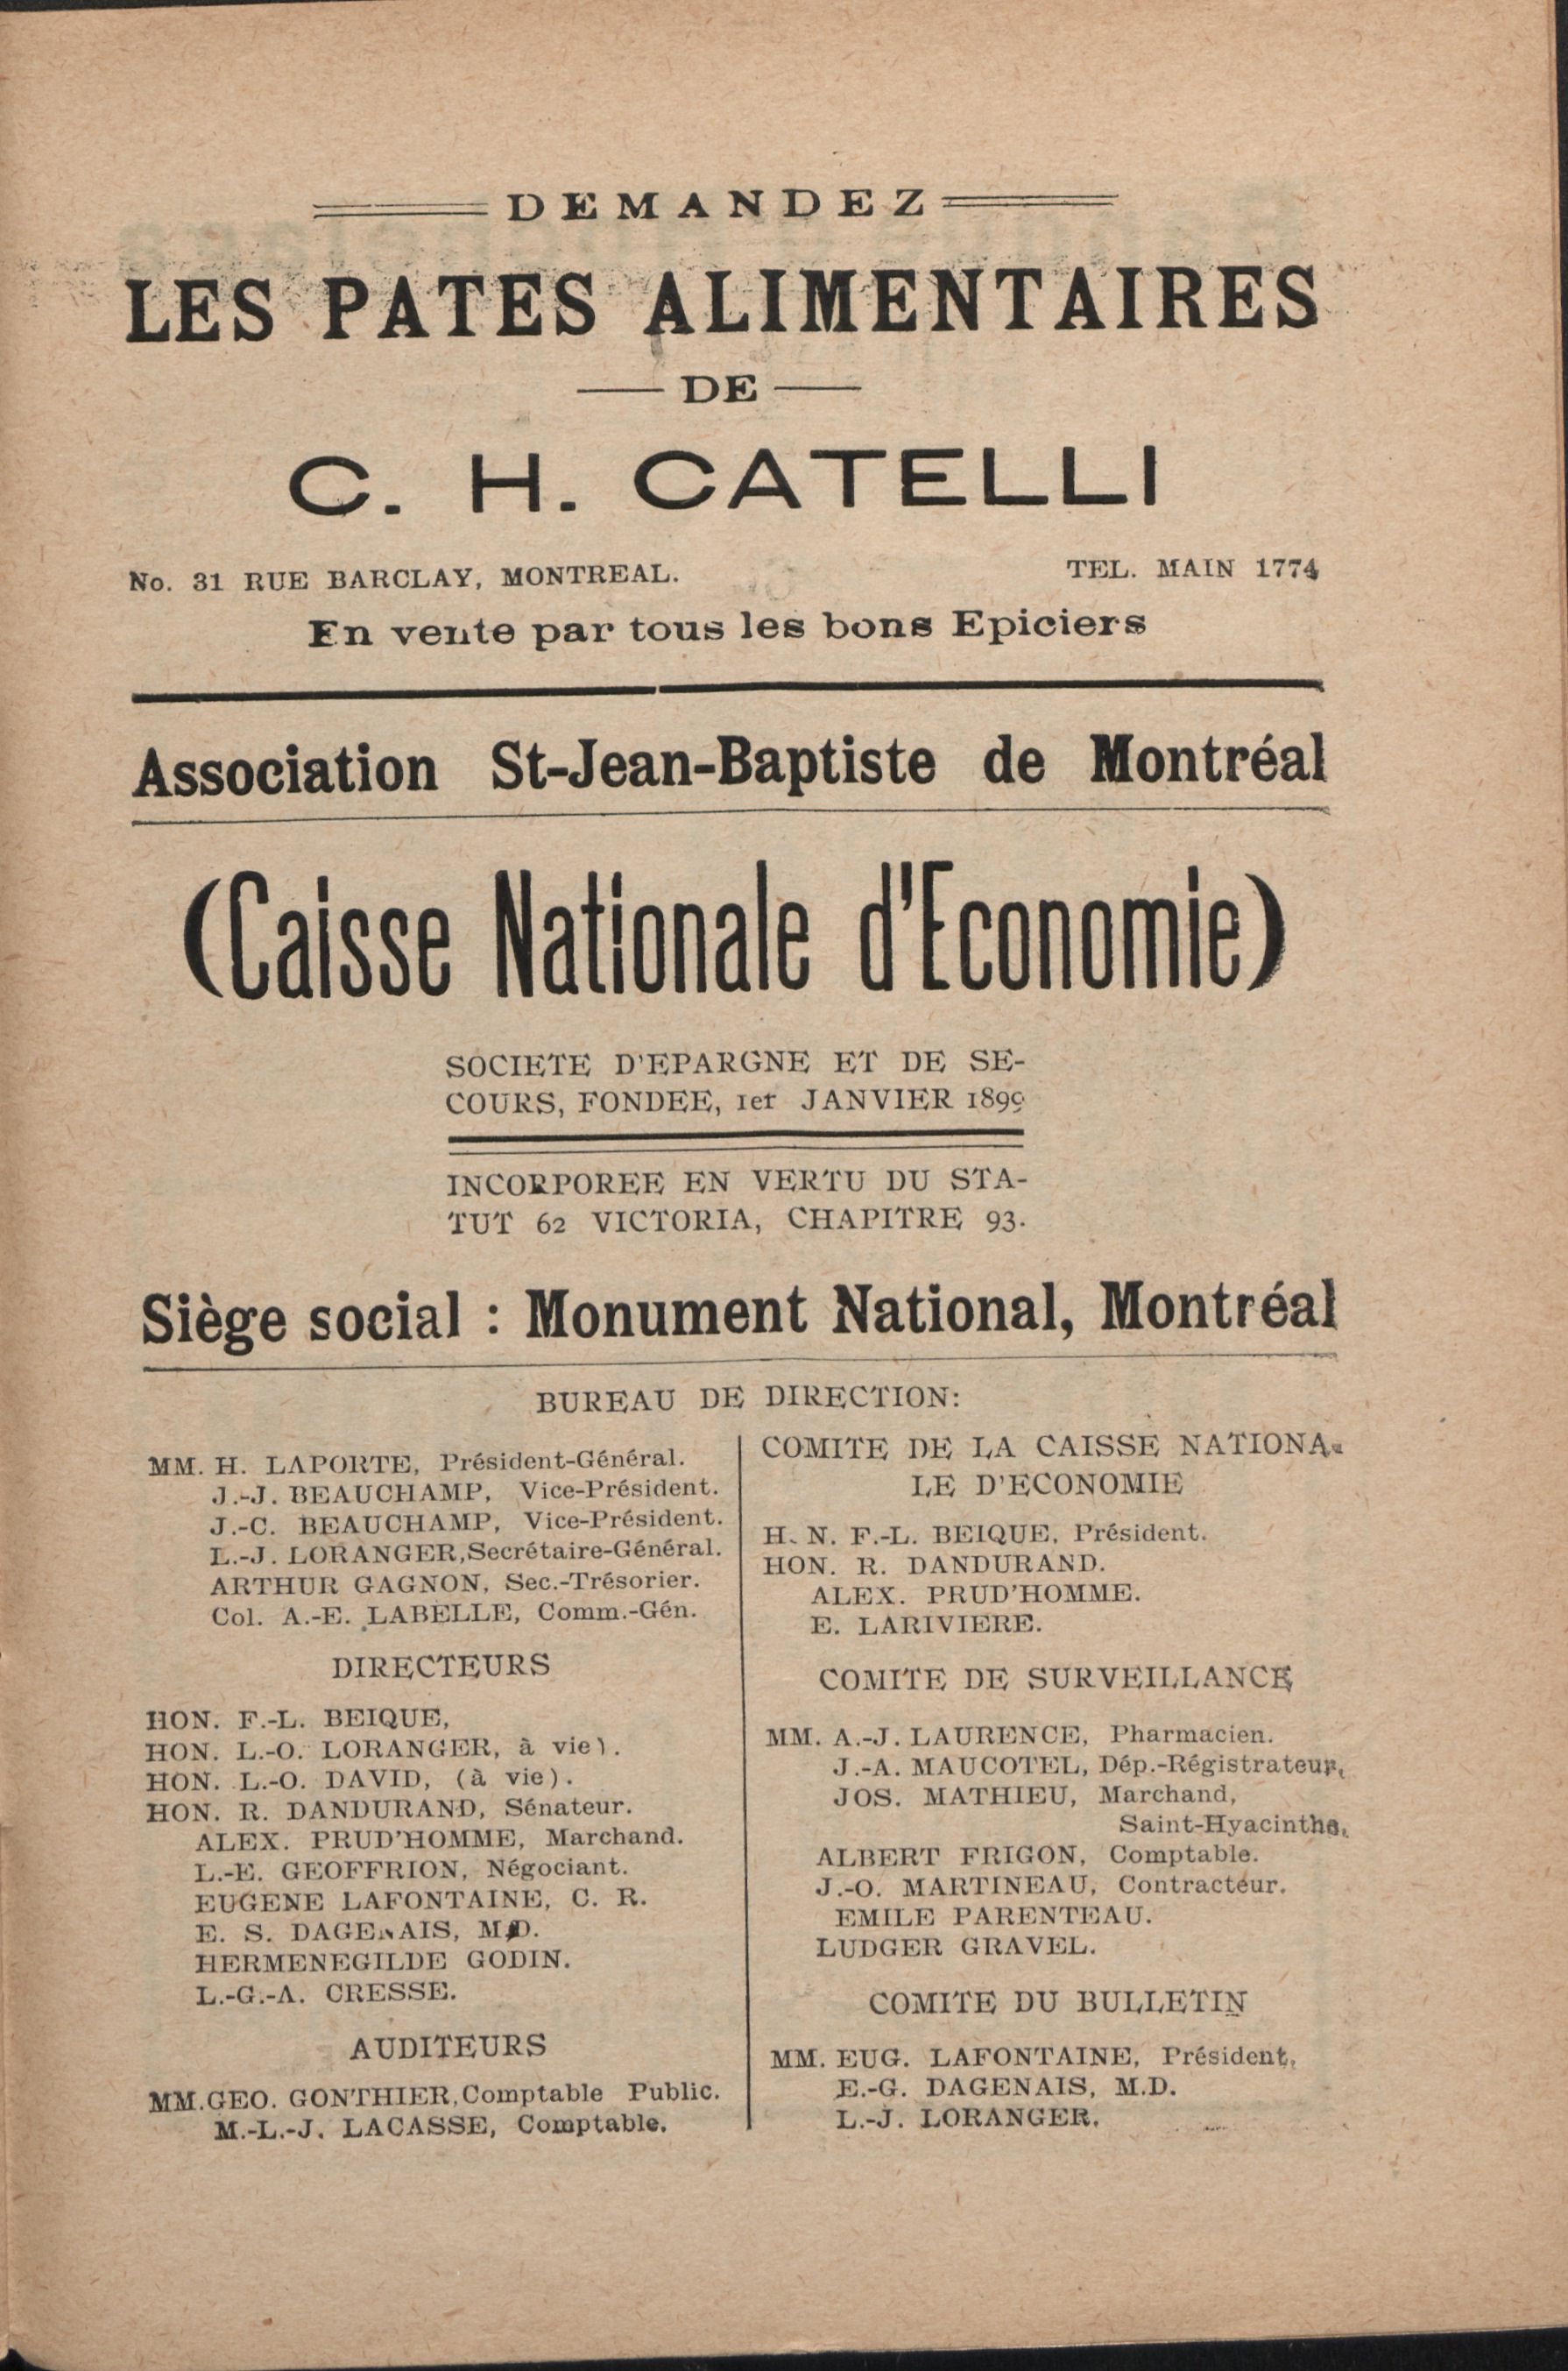 DEMANDEZ
LES PATES ALIMENTAIRES
DE
C. H. CATELLI
No. 31 RUE BARCLAY, MONTREAL. TEL. MAIN 1774
En vente par tous les bons Epiciers
Association St-Jean-Baptiste de Montréal
(Caisse Nationale d'Economie)
SOCIETE D'EPARGNE ET DE SE-
COURS, FONDEE, 1er JANVIER 1899
INCORPOREE EN VERTU DU STA-
TUT 62 VICTORIA, CHAPITRE 93.
Siège social : Monument National, Montréal
BUREAU DE DIRECTION:
MM. H. LAPORTE, Président-Général.
J.-J. BEAUCHAMP, Vice-Président.
J.-C. BEAUCHAMP, Vice-Président.
L.-J. LORANGER, Secrétaire-Général.
ARTHUR GAGNON, Sec.-Trésorier.
Col. A.-E. LABELLE, Comm.-Gén.
DIRECTEURS
HON. F.-L. BEIQUE,
HON. L.-O. LORANGER, à vie).
HON. L.-O. DAVID, (à vie).
HON. R. DANDURAND, Sénateur.
ALEX. PRUD'HOMME, Marchand.
L.-E. GEOFFRION, Négociant.
EUGENE LAFONTAINE, C. R.
E. S. DAGENAIS, M.D.
HERMENEGILDE GODIN.
L.-G.-A. CRESSE.
AUDITEURS
MM. GEO. GONTHIER, Comptable Public.
M.-L.-J. LACASSE, Comptable.
COMITE DE LA CAISSE NATIONA-
LE D'ECONOMIE
H. N. F.-L. BEIQUE, Président.
HON. R. DANDURAND.
ALEX. PRUD'HOMME.
E. LARIVIERE.
COMITE DE SURVEILLANCE
MM. A.-J. LAURENCE, Pharmacien.
J.-A. MAUCOTEL, Dép.-Régistrateur,
JOS. MATHIEU, Marchand,
Saint-Hyacinthe,
ALBERT FRIGON, Comptable.
J.-O. MARTINEAU, Contracteur.
EMILE PARENTEAU.
LUDGER GRAVEL.
COMITE DU BULLETIN
MM. EUG. LAFONTAINE, Président,
E.-G. DAGENAIS, M.D.
L.-J. LORANGER.